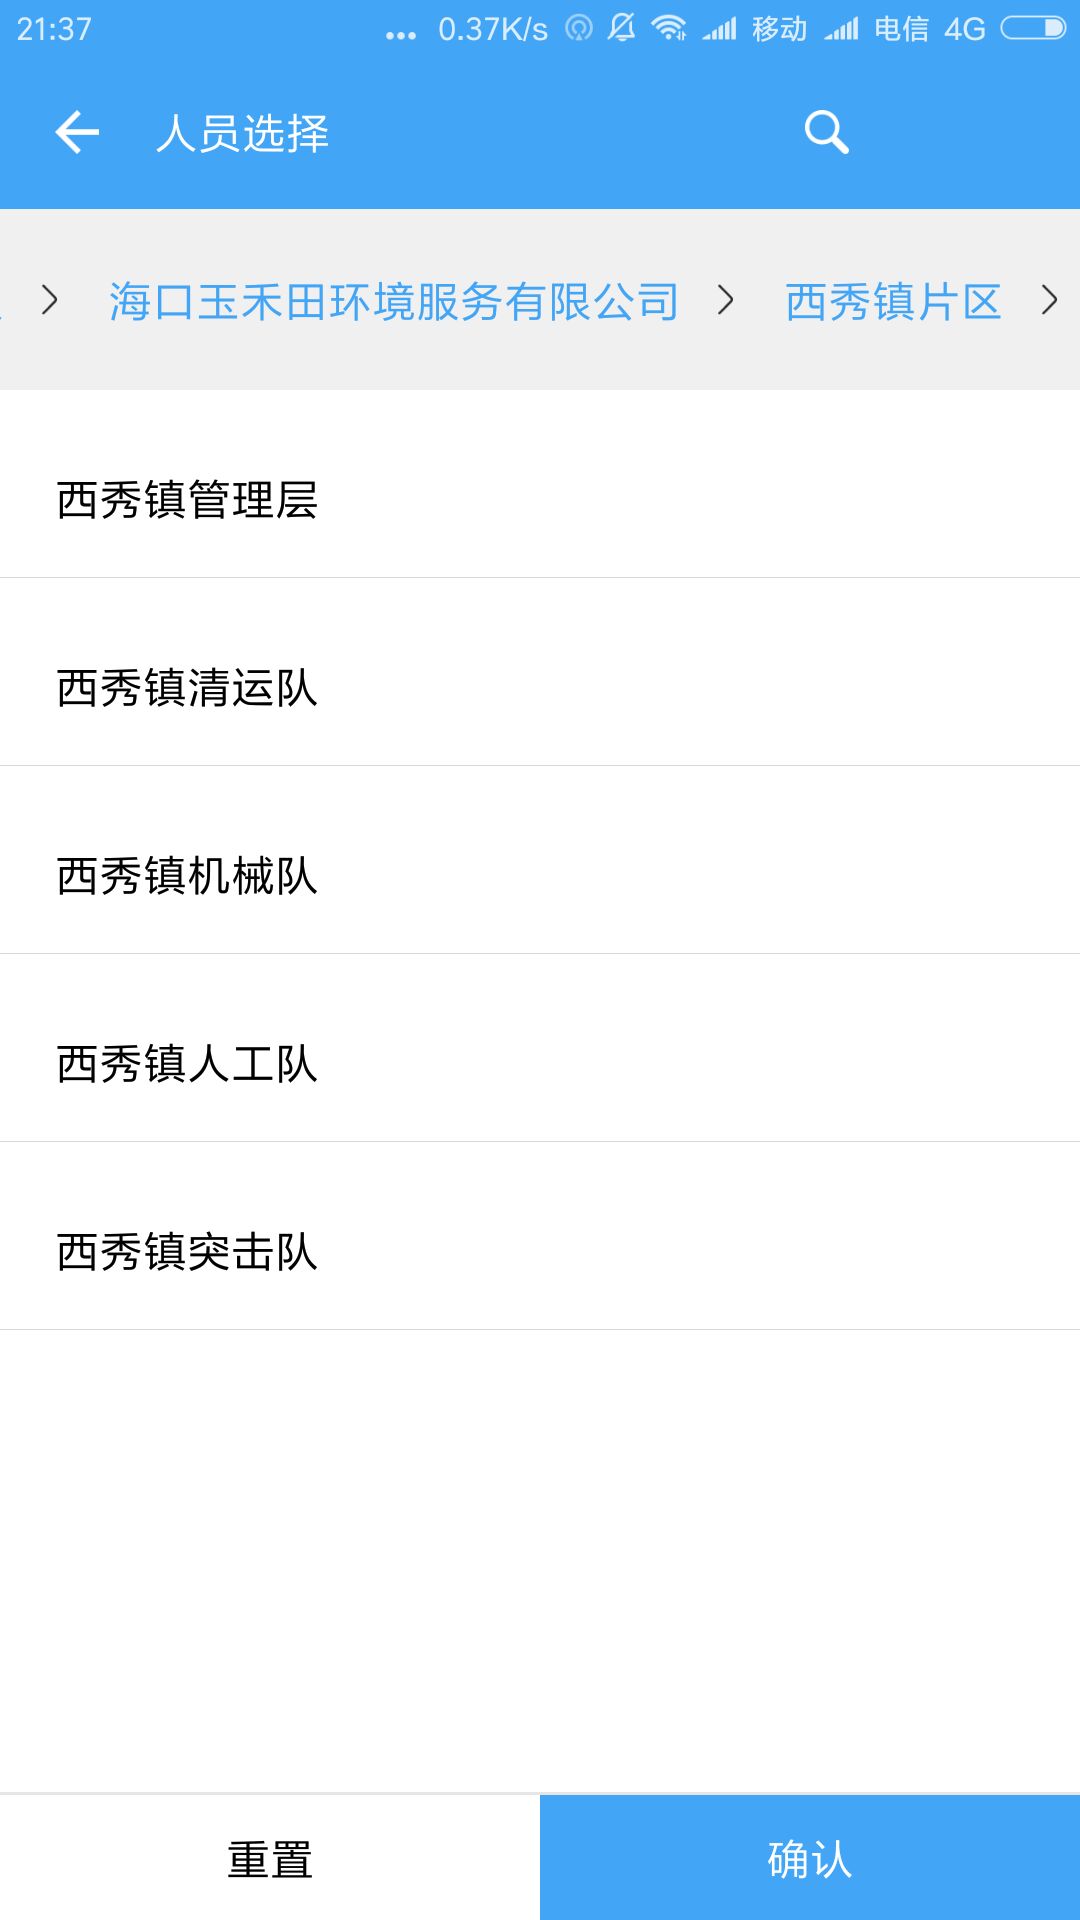 21:37 ... 0.37K/s 移动 电信 4G
人员选择
> 海口玉禾田环境服务有限公司 > 西秀镇片区 >
西秀镇管理层
西秀镇清运队
西秀镇机械队
西秀镇人工队
西秀镇突击队
重置 确认